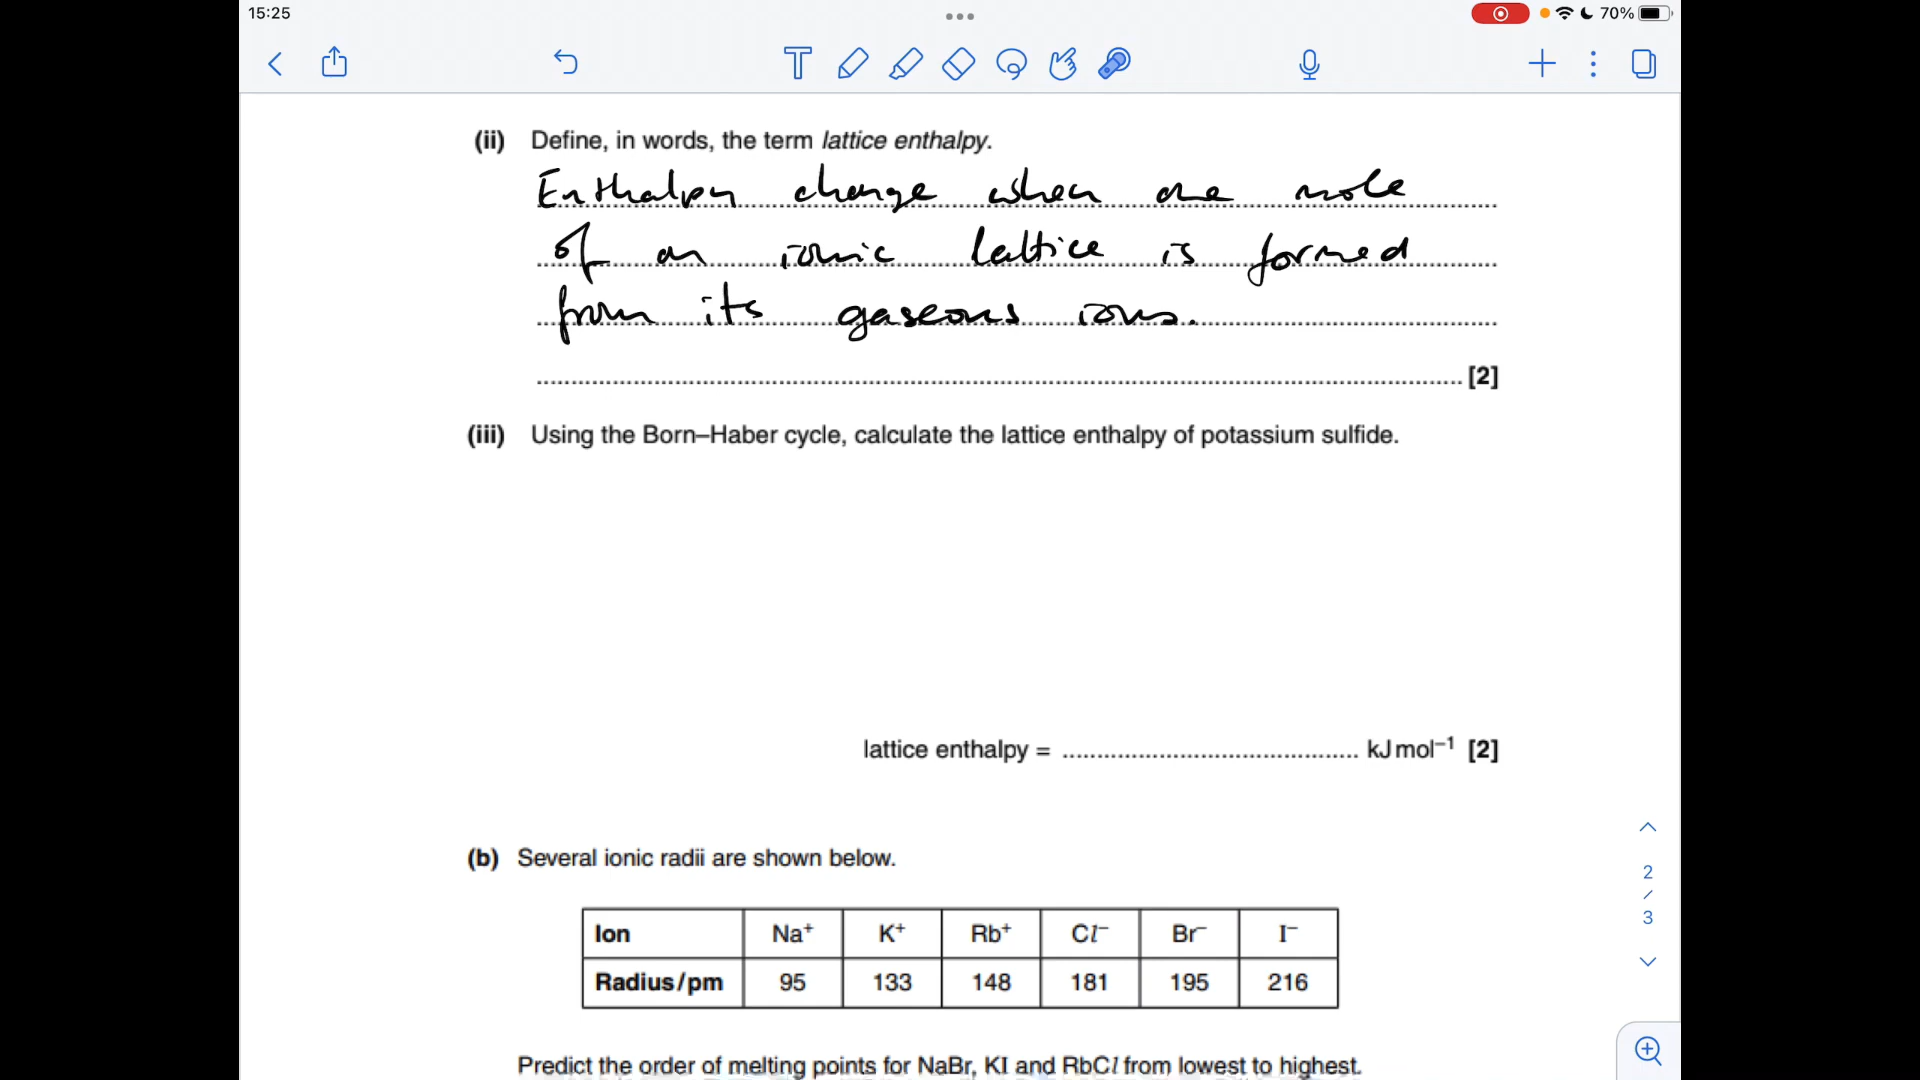 15:25
70%
(ii) Define, in words, the term lattice enthalpy.
Enthalpy change when one mole
of an ionic lattice is formed
from its gaseous ions.
[2]
(iii) Using the Born–Haber cycle, calculate the lattice enthalpy of potassium sulfide.
lattice enthalpy = ........................................ kJ mol⁻¹ [2]
(b) Several ionic radii are shown below.
Ion Na⁺ K⁺ Rb⁺ Cl⁻ Br⁻ I⁻
Radius/pm 95 133 148 181 195 216
2
/
3
Predict the order of melting points for NaBr, KI and RbCl from lowest to highest.